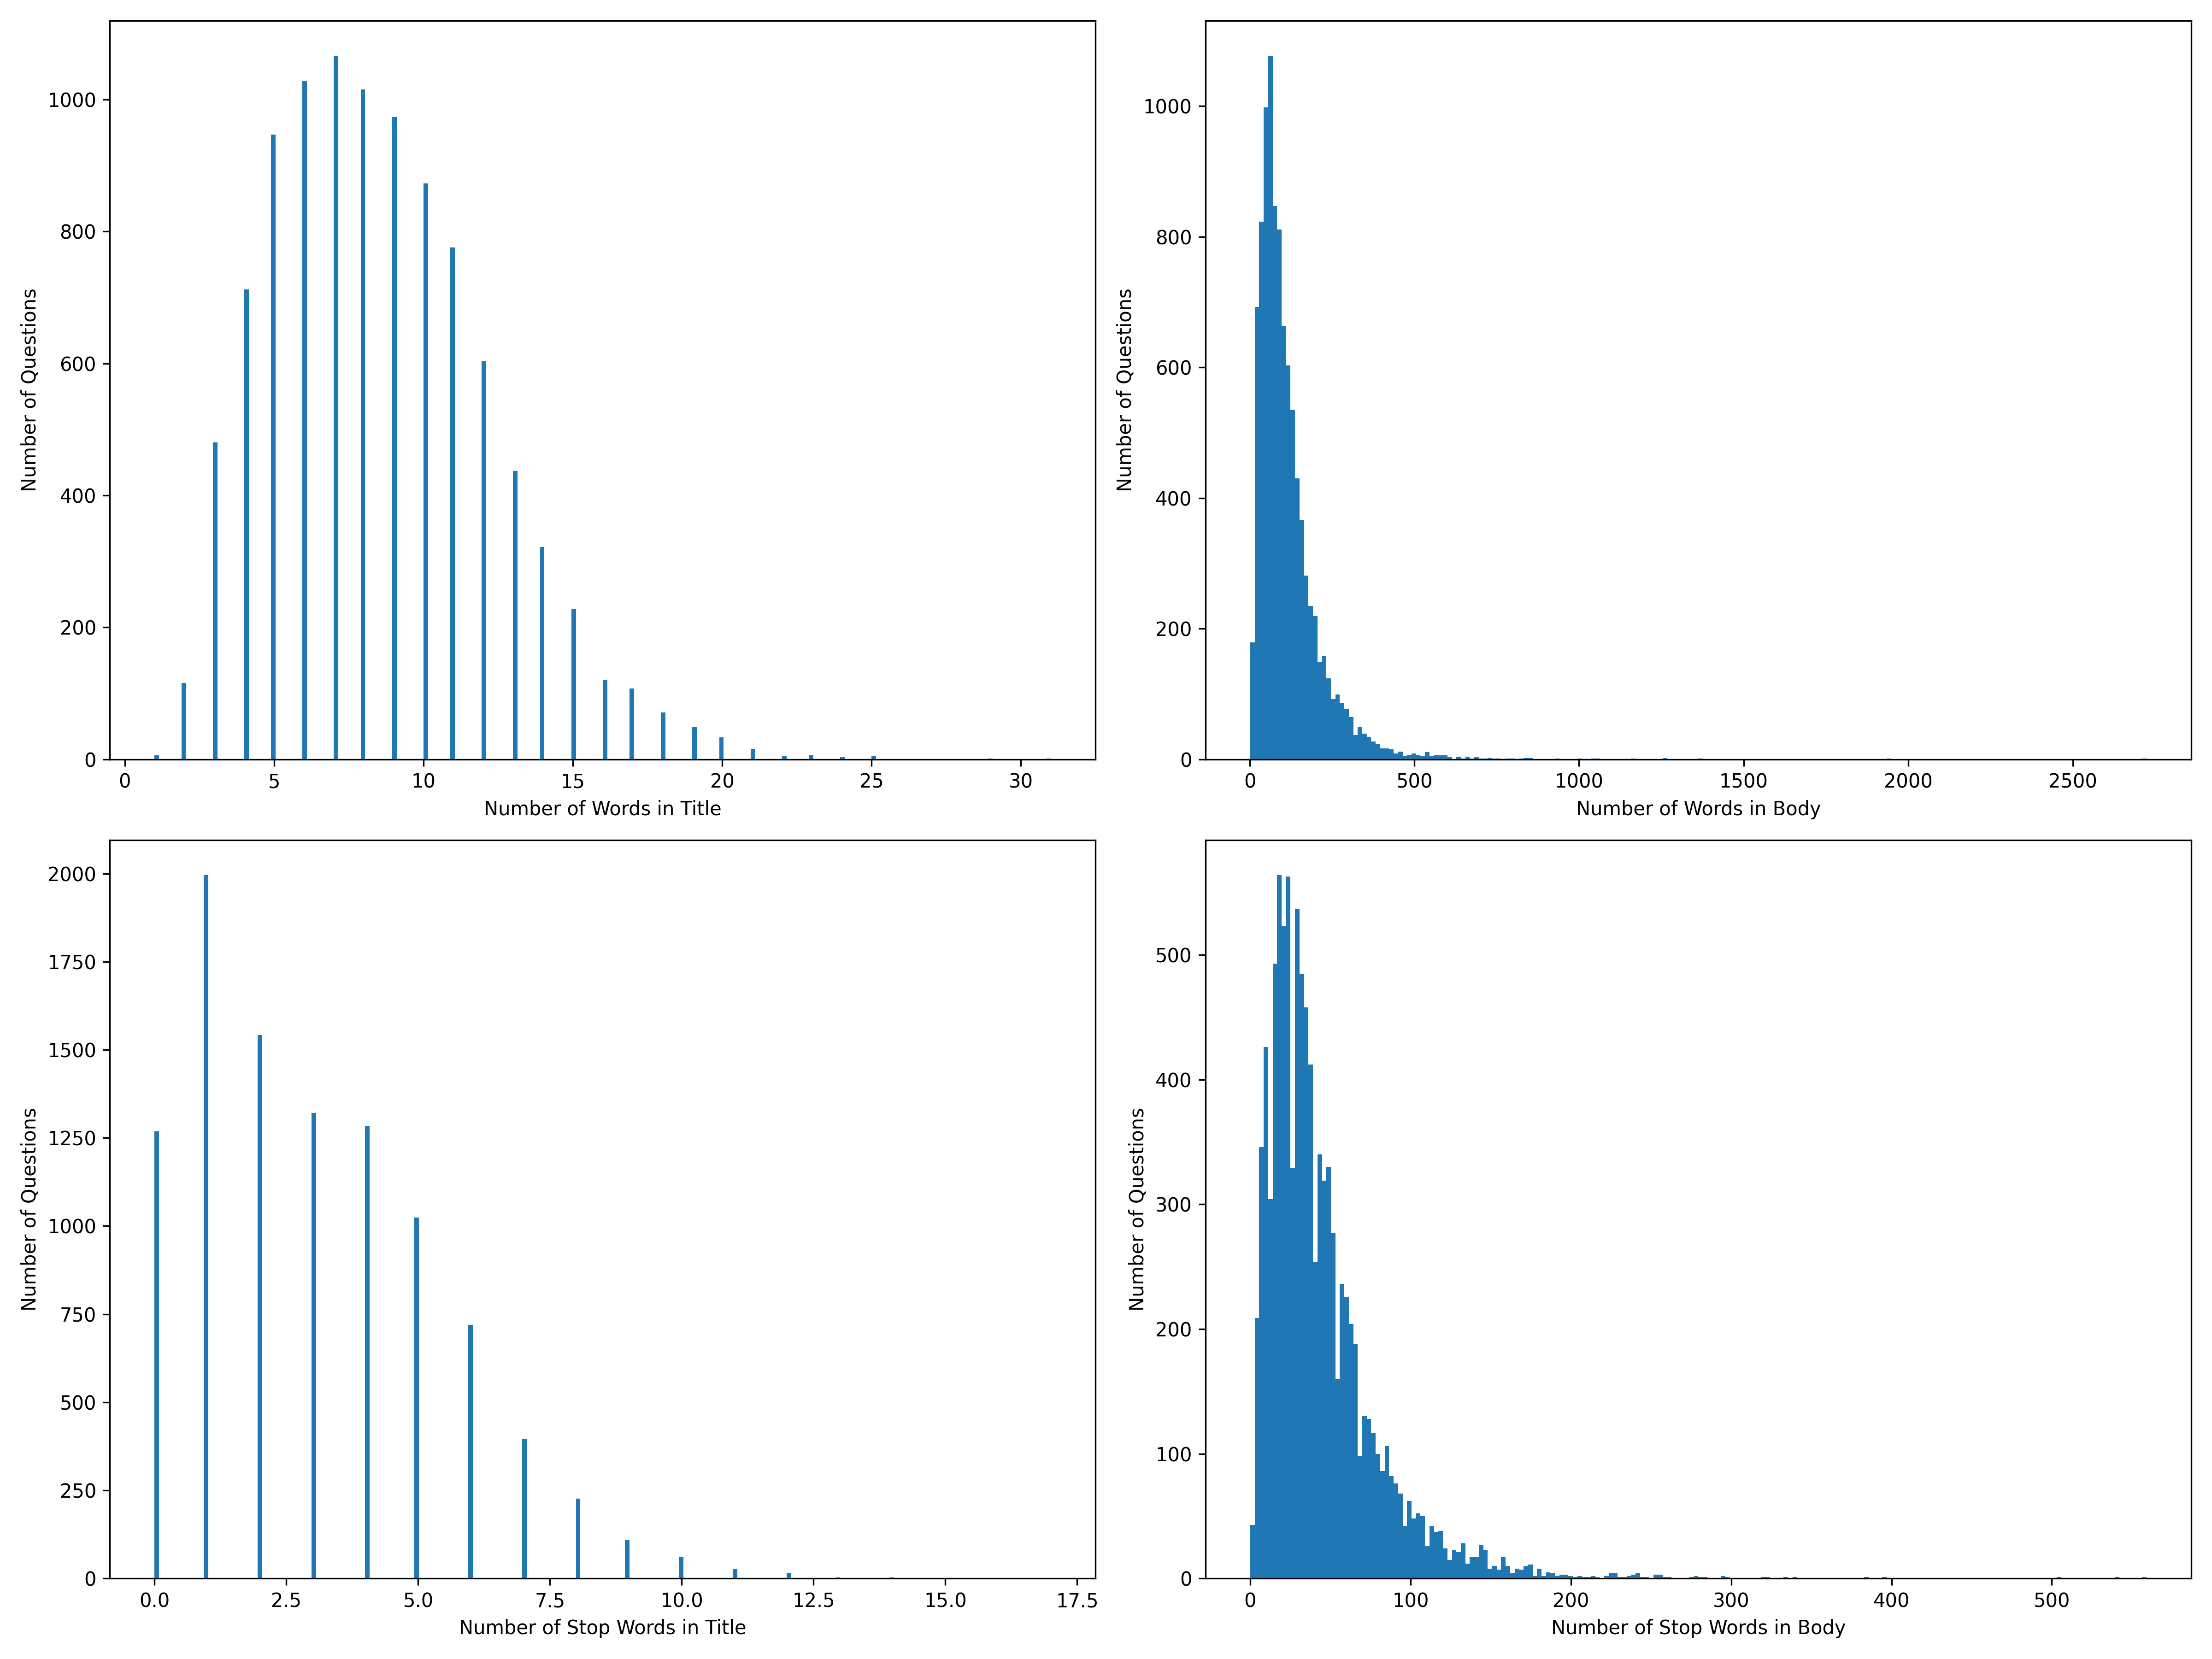 Number of Questions
1000
800
600
400
200
0
0 5 10 15 20 25 30
Number of Words in Title
Number of Questions
1000
800
600
400
200
0
0 500 1000 1500 2000 2500
Number of Words in Body
Number of Questions
2000
1750
1500
1250
1000
750
500
250
0
0.0 2.5 5.0 7.5 10.0 12.5 15.0 17.5
Number of Stop Words in Title
Number of Questions
500
400
300
200
100
0
0 100 200 300 400 500
Number of Stop Words in Body